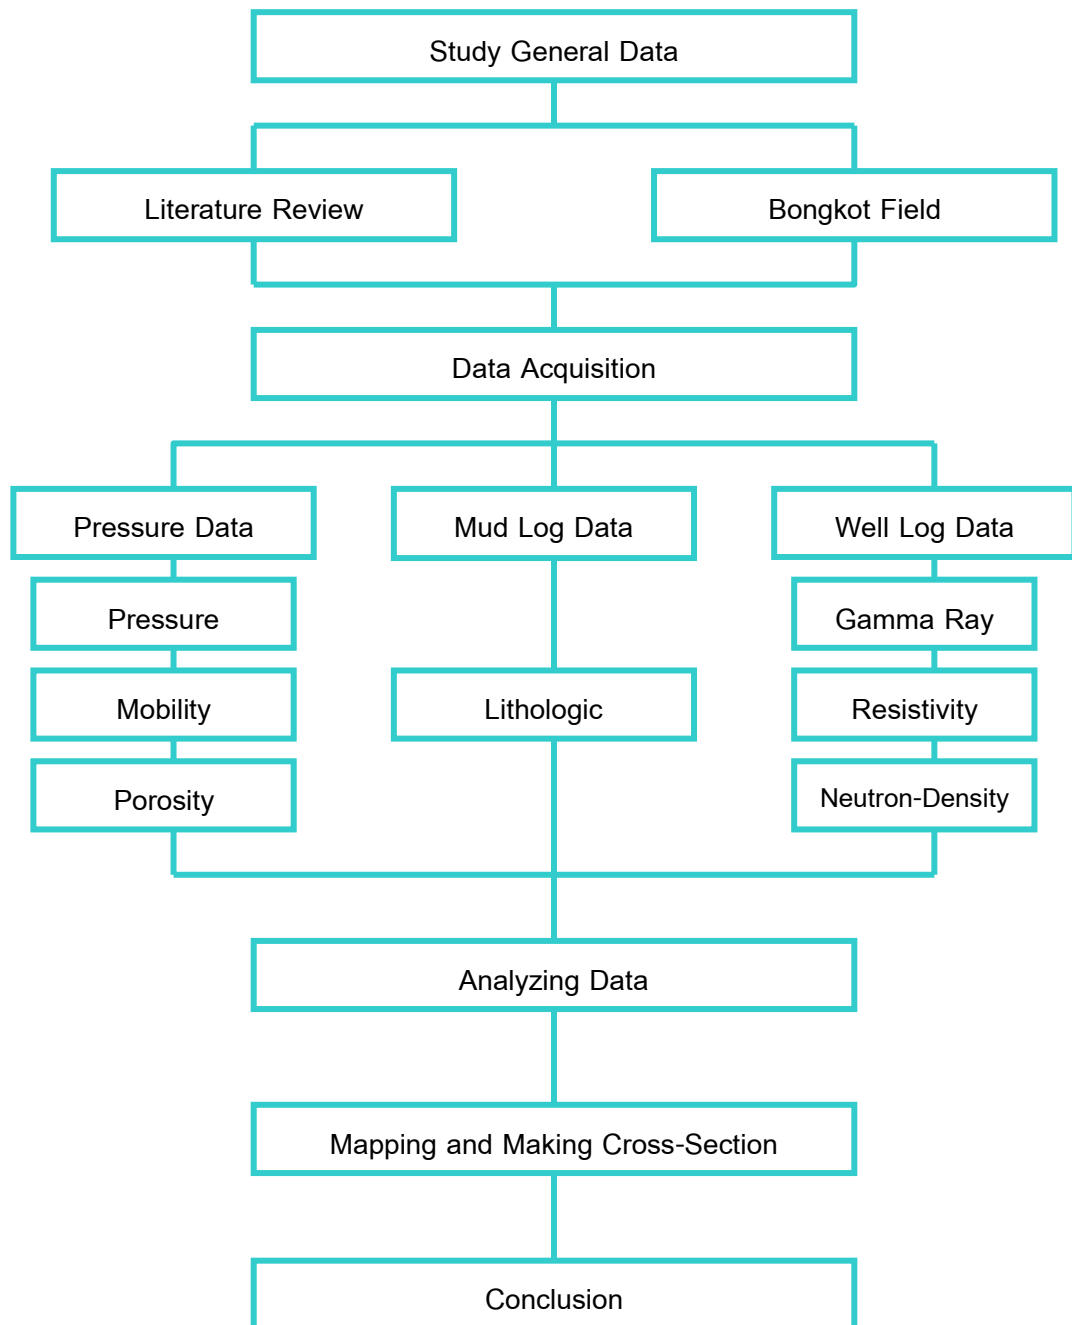 Study General Data
Literature Review
Bongkot Field
Data Acquisition
Pressure Data
Mud Log Data
Well Log Data
Pressure
Gamma Ray
Mobility
Lithologic
Resistivity
Porosity
Neutron-Density
Analyzing Data
Mapping and Making Cross-Section
Conclusion